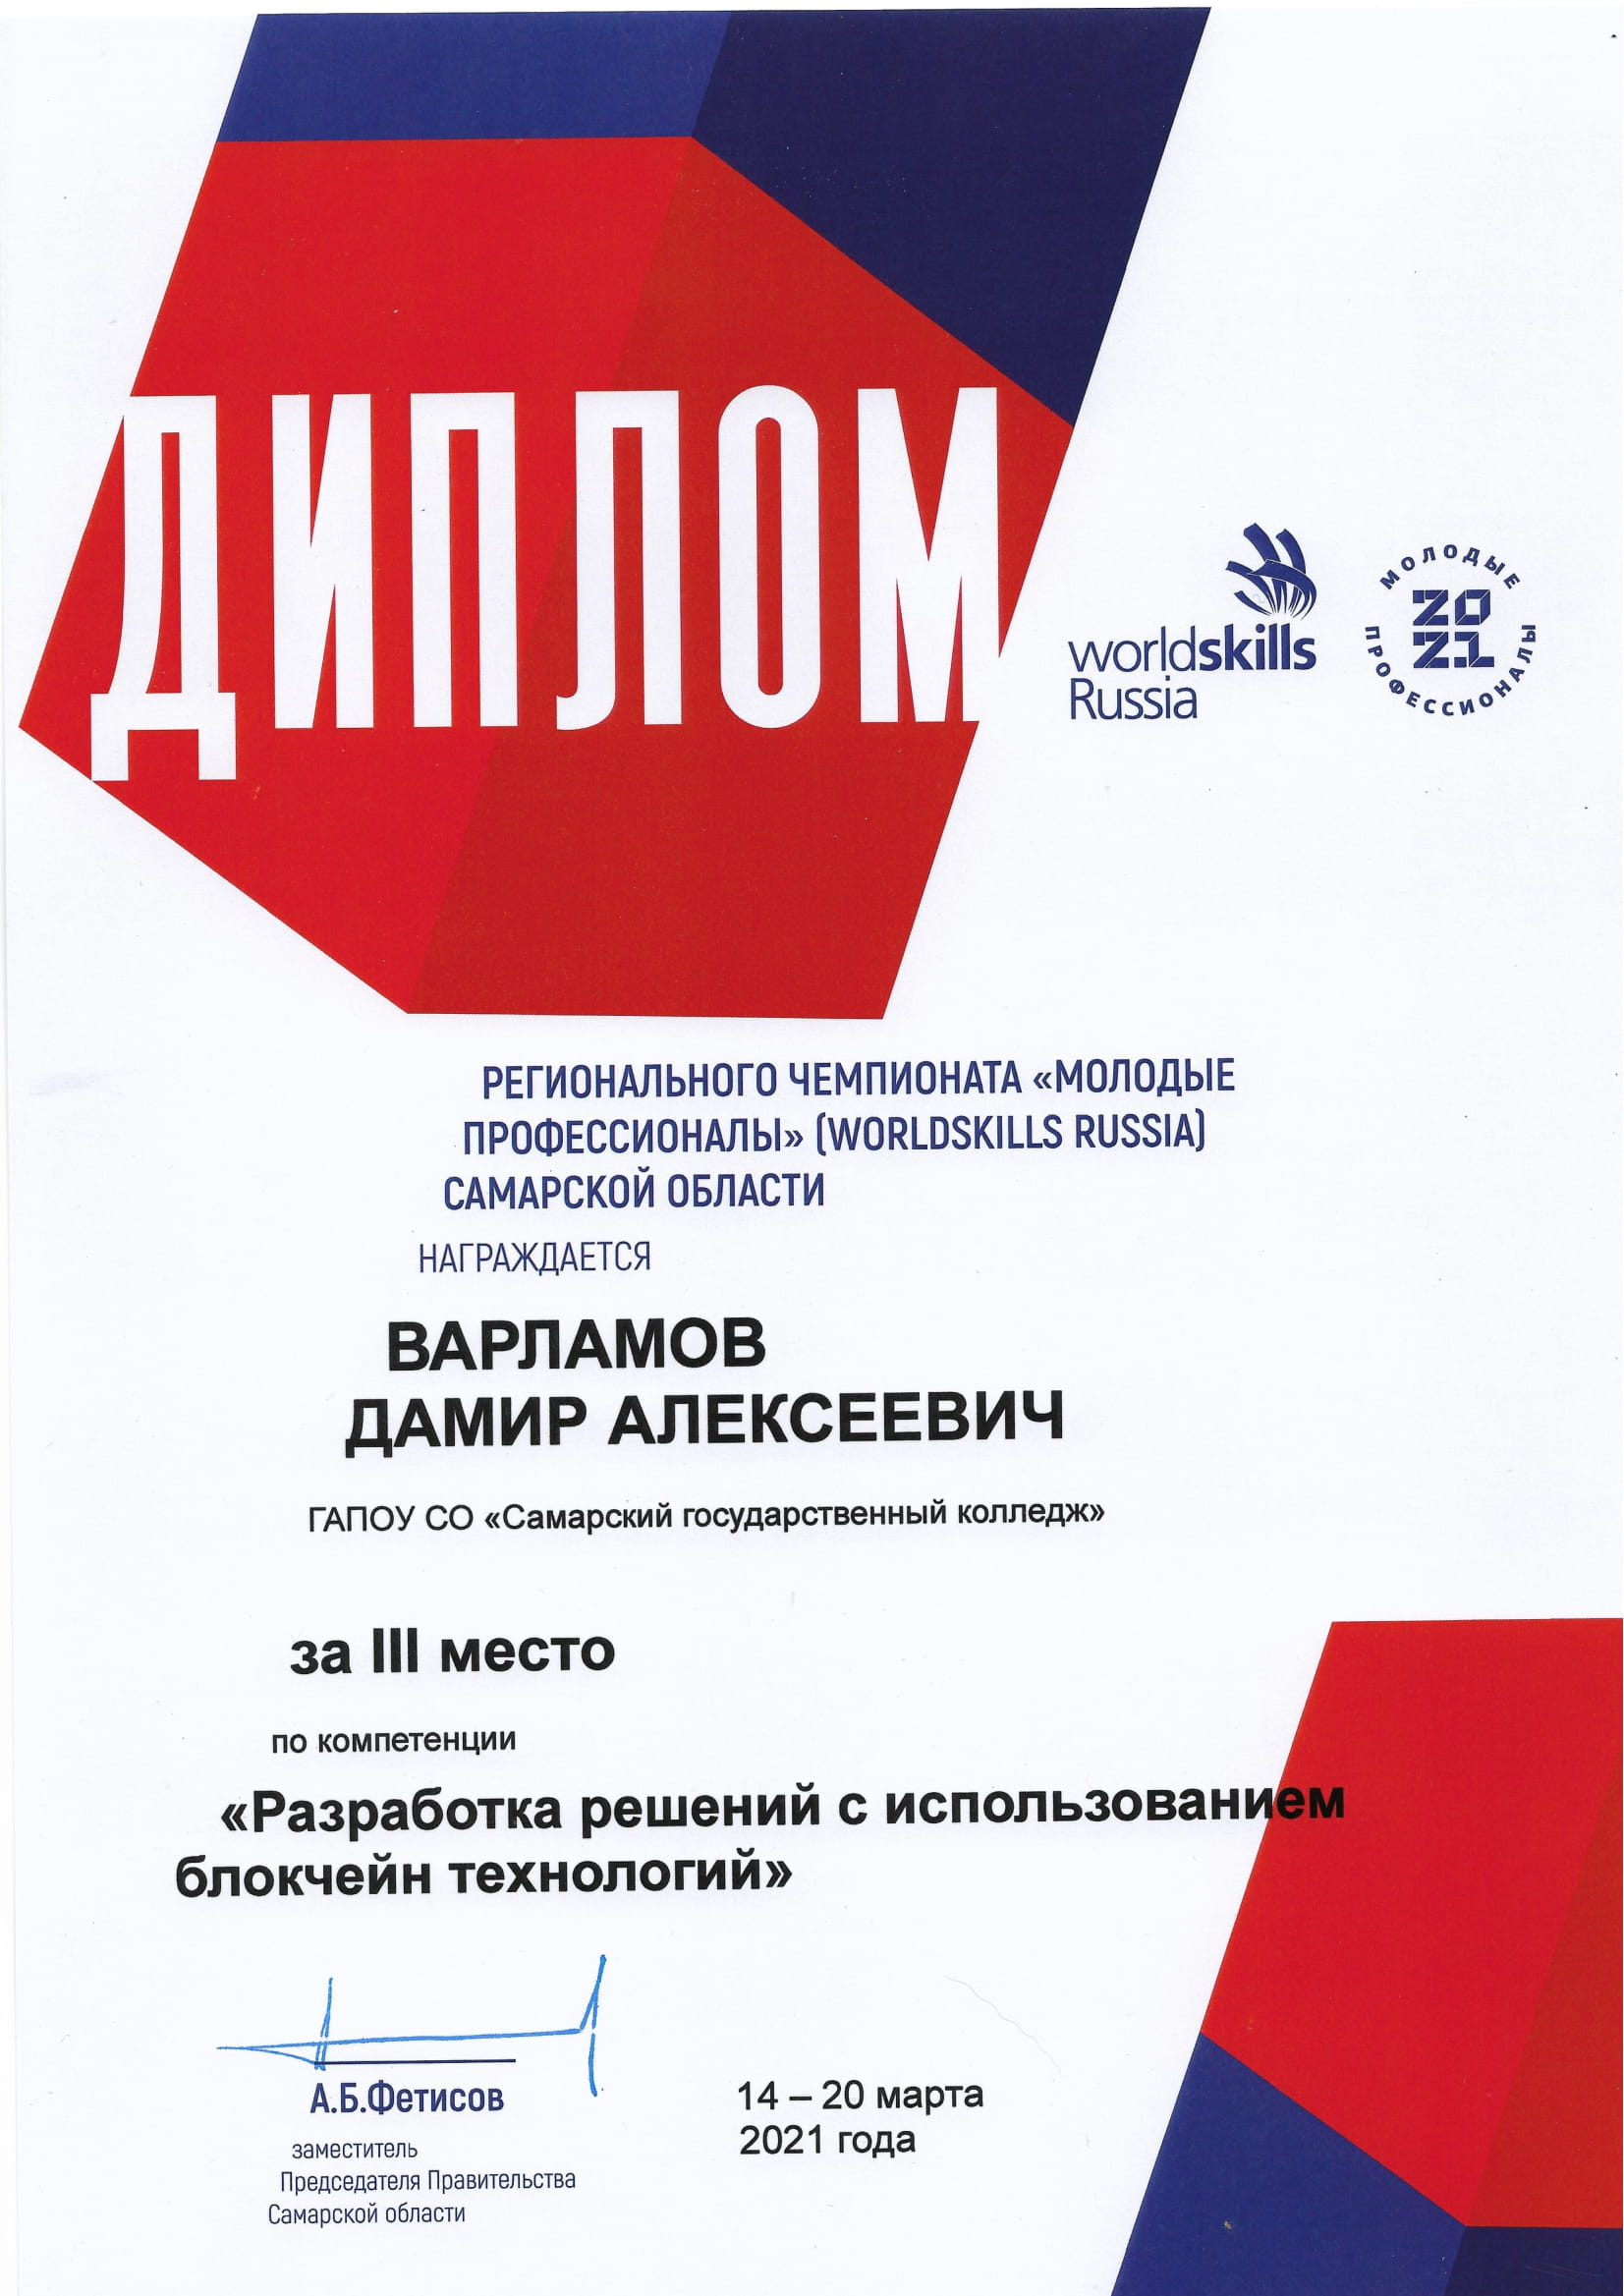 ДИПЛОМ
worldskills
Russia
МОЛОДЫЕ
20
21
ПРОФЕССИОНАЛЫ
РЕГИОНАЛЬНОГО ЧЕМПИОНАТА «МОЛОДЫЕ
ПРОФЕССИОНАЛЫ» (WORLDSKILLS RUSSIA)
САМАРСКОЙ ОБЛАСТИ
НАГРАЖДАЕТСЯ
ВАРЛАМОВ
ДАМИР АЛЕКСЕЕВИЧ
ГАПОУ СО «Самарский государственный колледж»
за III место
по компетенции
«Разработка решений с использованием
блокчейн технологий»
А.Б.Фетисов
заместитель
Председателя Правительства
Самарской области
14 – 20 марта
2021 года